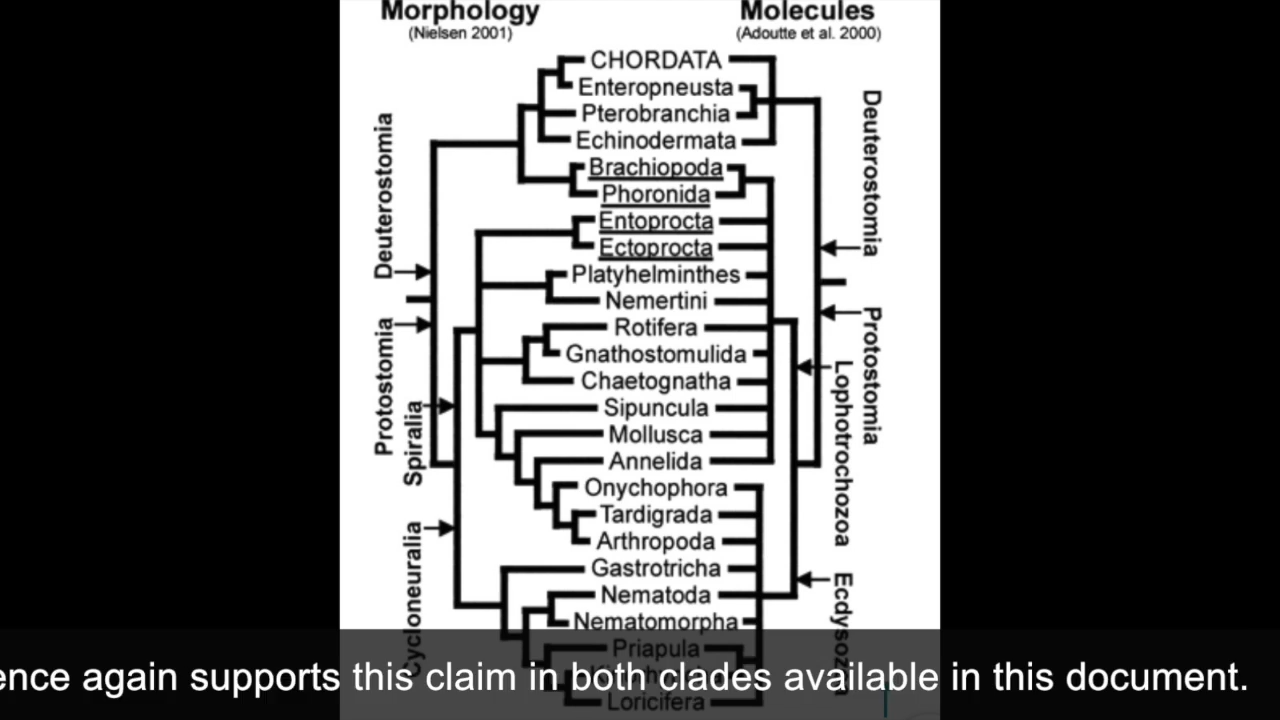 Morphology
(Nielsen 2001)
Molecules
(Adoutte et al. 2000)
CHORDATA
Enteropneusta
Pterobranchia
Echinodermata
Brachiopoda
Phoronida
Entoprocta
Ectoprocta
Platyhelminthes
Nemertini
Rotifera
Gnathostomulida
Chaetognatha
Sipuncula
Mollusca
Annelida
Onychophora
Tardigrada
Arthropoda
Gastrotricha
Nematoda
Nematomorpha
Priapula
Loricifera
Deuterostomia
Protostomia
Spiralia
Cycloneuralia
Deuterostomia
Protostomia
Lophotrochozoa
Ecdysozoa
ence again supports this claim in both clades available in this document.